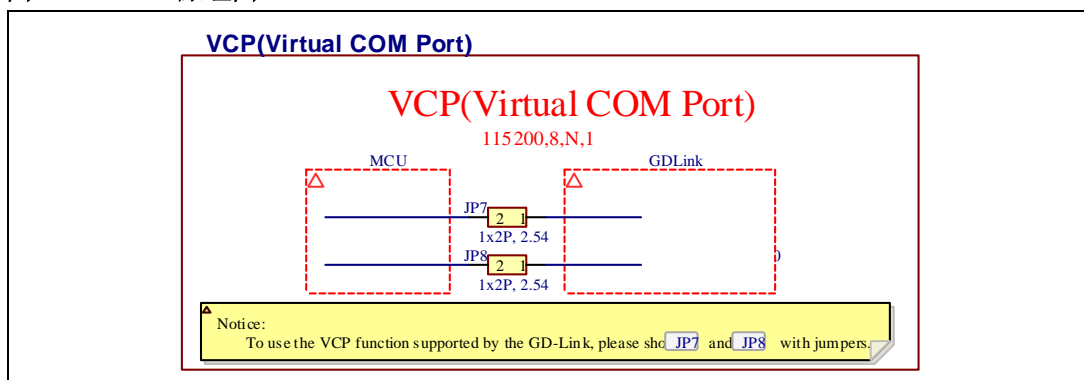 VCP(Virtual COM Port)
VCP(Virtual COM Port)
115200,8,N,1
MCU
GDLink
JP7
2 1
1x2P, 2.54
JP8
2 1
1x2P, 2.54
Notice:
To use the VCP function supported by the GD-Link, please sho JP7 and JP8 with jumpers.